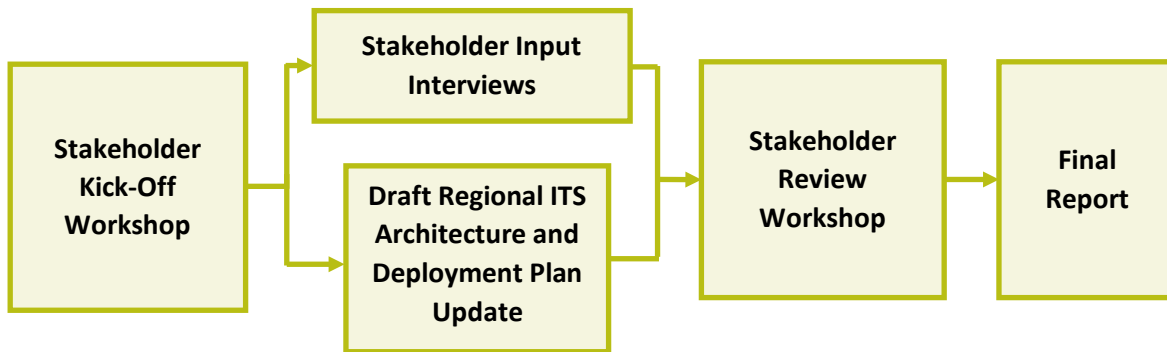 Stakeholder
Kick-Off
Workshop
Stakeholder Input
Interviews
Draft Regional ITS
Architecture and
Deployment Plan
Update
Stakeholder
Review
Workshop
Final
Report